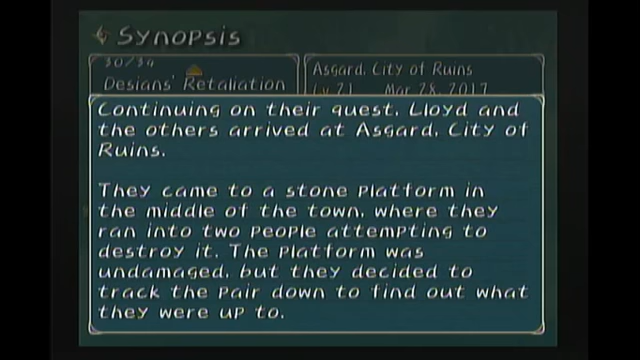 Synopsis
30/39
Desians' Retaliation
Asgard, City of Ruins
Lv 21 Mar 28, 2017
Continuing on their quest, Lloyd and
the others arrived at Asgard, City of
Ruins.
They came to a stone platform in
the middle of the town, where they
ran into two people attempting to
destroy it. The platform was
undamaged, but they decided to
track the pair down to find out what
they were up to.